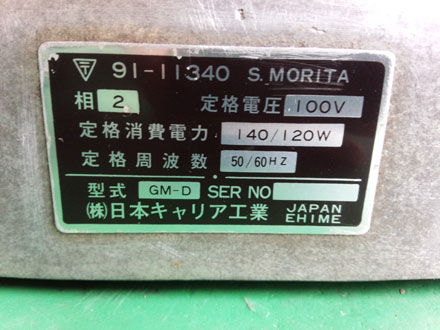 〒 91-11340 S. MORITA
相 2 定格電圧 100V
定格消費電力 140/120W
定格周波数 50/60HZ
型式 GM-D SER NO
(株)日本キャリア工業 JAPAN EHIME